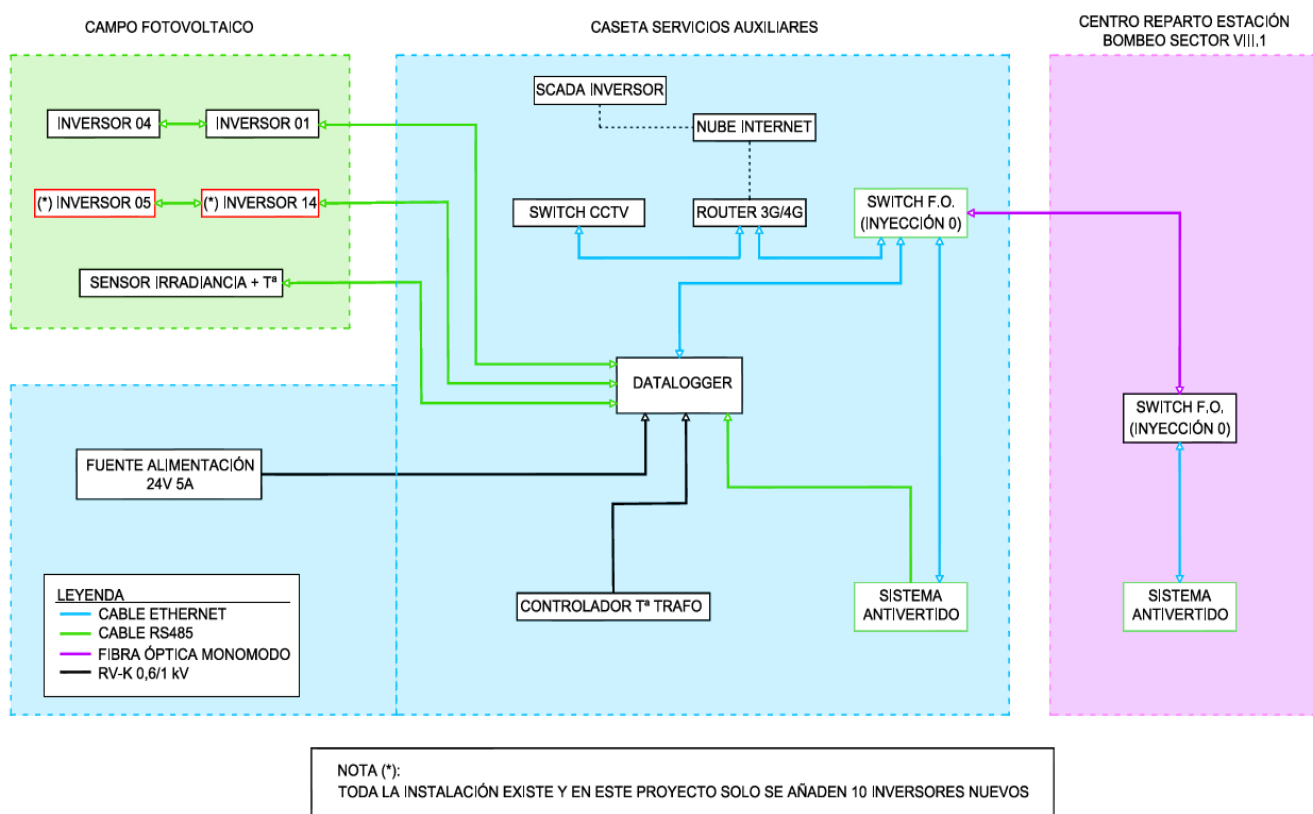 CAMPO FOTOVOLTAICO
CASETA SERVICIOS AUXILIARES
CENTRO REPARTO ESTACIÓN
BOMBEO SECTOR VIII.1
SCADA INVERSOR
INVERSOR 04
INVERSOR 01
NUBE INTERNET
(*) INVERSOR 05
(*) INVERSOR 14
SWITCH CCTV
ROUTER 3G/4G
SWITCH F.O.
(INYECCIÓN 0)
SENSOR IRRADIANCIA + Tª
DATALOGGER
SWITCH F.O.
(INYECCIÓN 0)
FUENTE ALIMENTACIÓN
24V 5A
CONTROLADOR Tª TRAFO
SISTEMA
ANTIVERTIDO
SISTEMA
ANTIVERTIDO
LEYENDA
CABLE ETHERNET
CABLE RS485
FIBRA ÓPTICA MONOMODO
RV-K 0,6/1 kV
NOTA (*):
TODA LA INSTALACIÓN EXISTE Y EN ESTE PROYECTO SOLO SE AÑADEN 10 INVERSORES NUEVOS